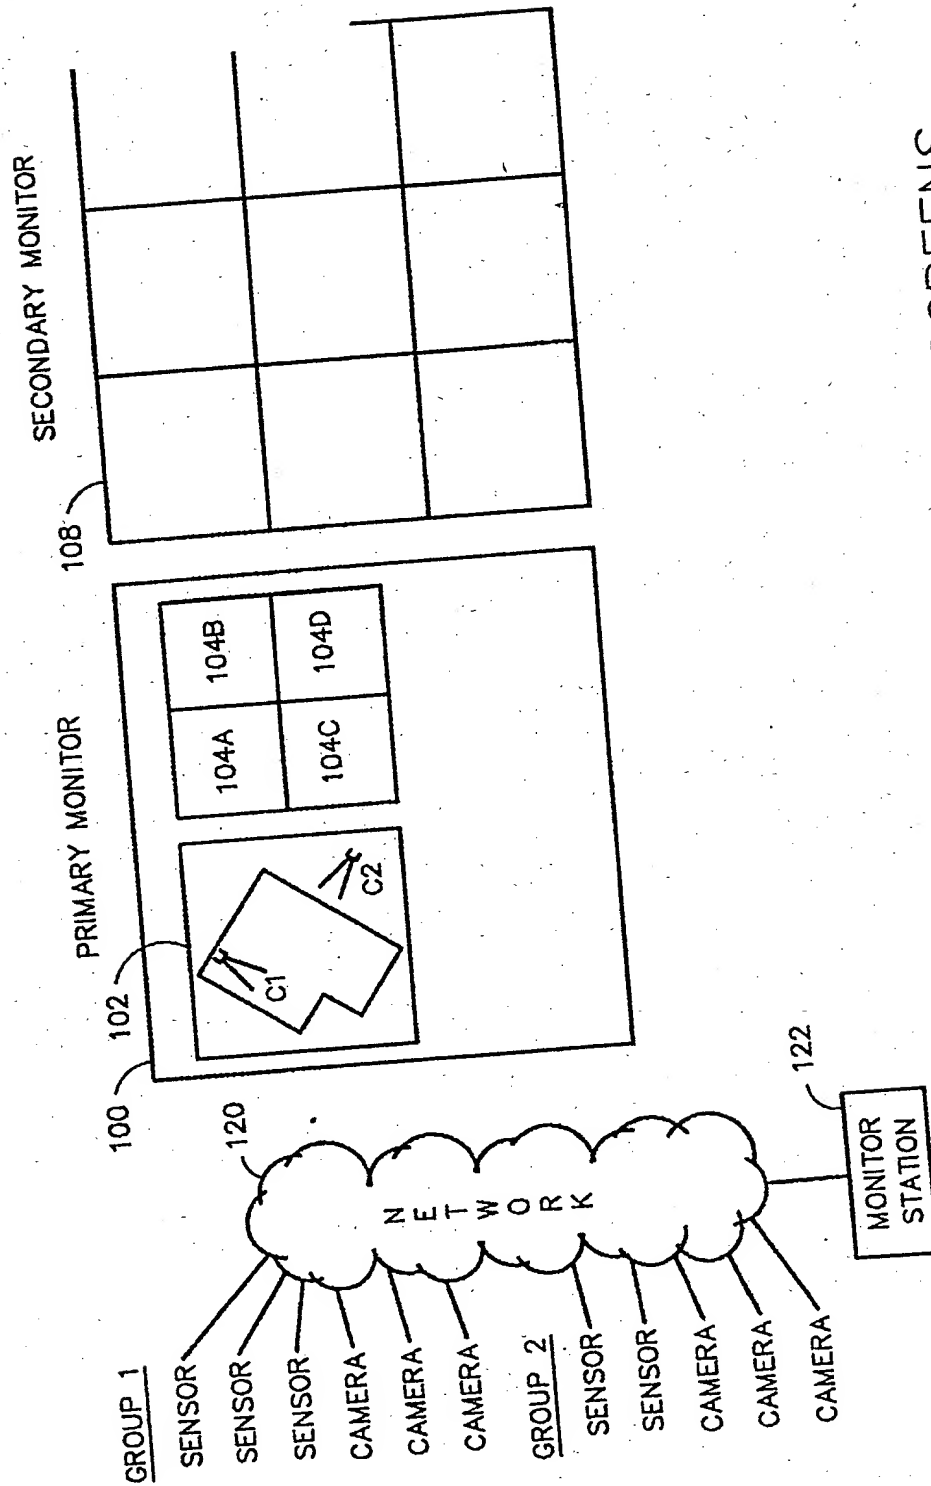 GROUP 1
SENSOR
SENSOR
SENSOR
CAMERA
CAMERA
CAMERA
GROUP 2
SENSOR
SENSOR
CAMERA
CAMERA
CAMERA
120
NETWORK
MONITOR
STATION
122
100
102
PRIMARY MONITOR
C1
C2
104A
104B
104C
104D
108
SECONDARY MONITOR